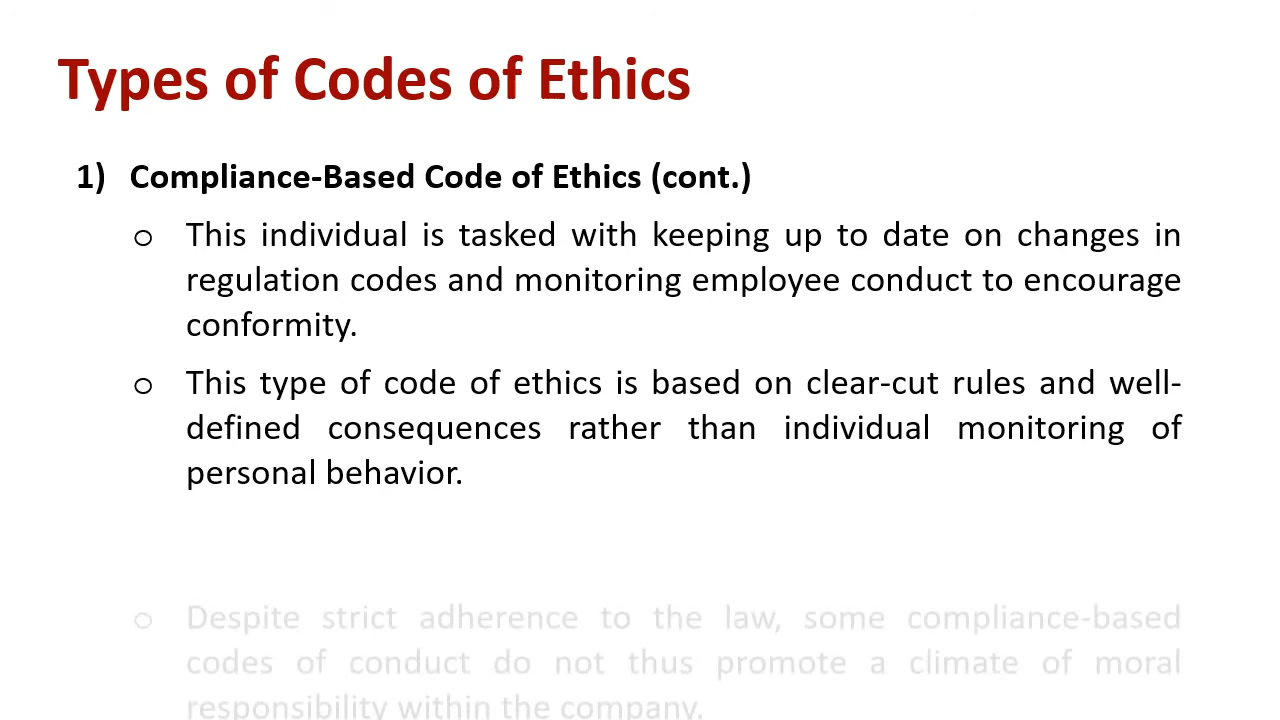 Types of Codes of Ethics
1) Compliance-Based Code of Ethics (cont.)
o This individual is tasked with keeping up to date on changes in
regulation codes and monitoring employee conduct to encourage
conformity.
o This type of code of ethics is based on clear-cut rules and well-
defined consequences rather than individual monitoring of
personal behavior.
o Despite strict adherence to the law, some compliance-based
codes of conduct do not thus promote a climate of moral
responsibility within the company.